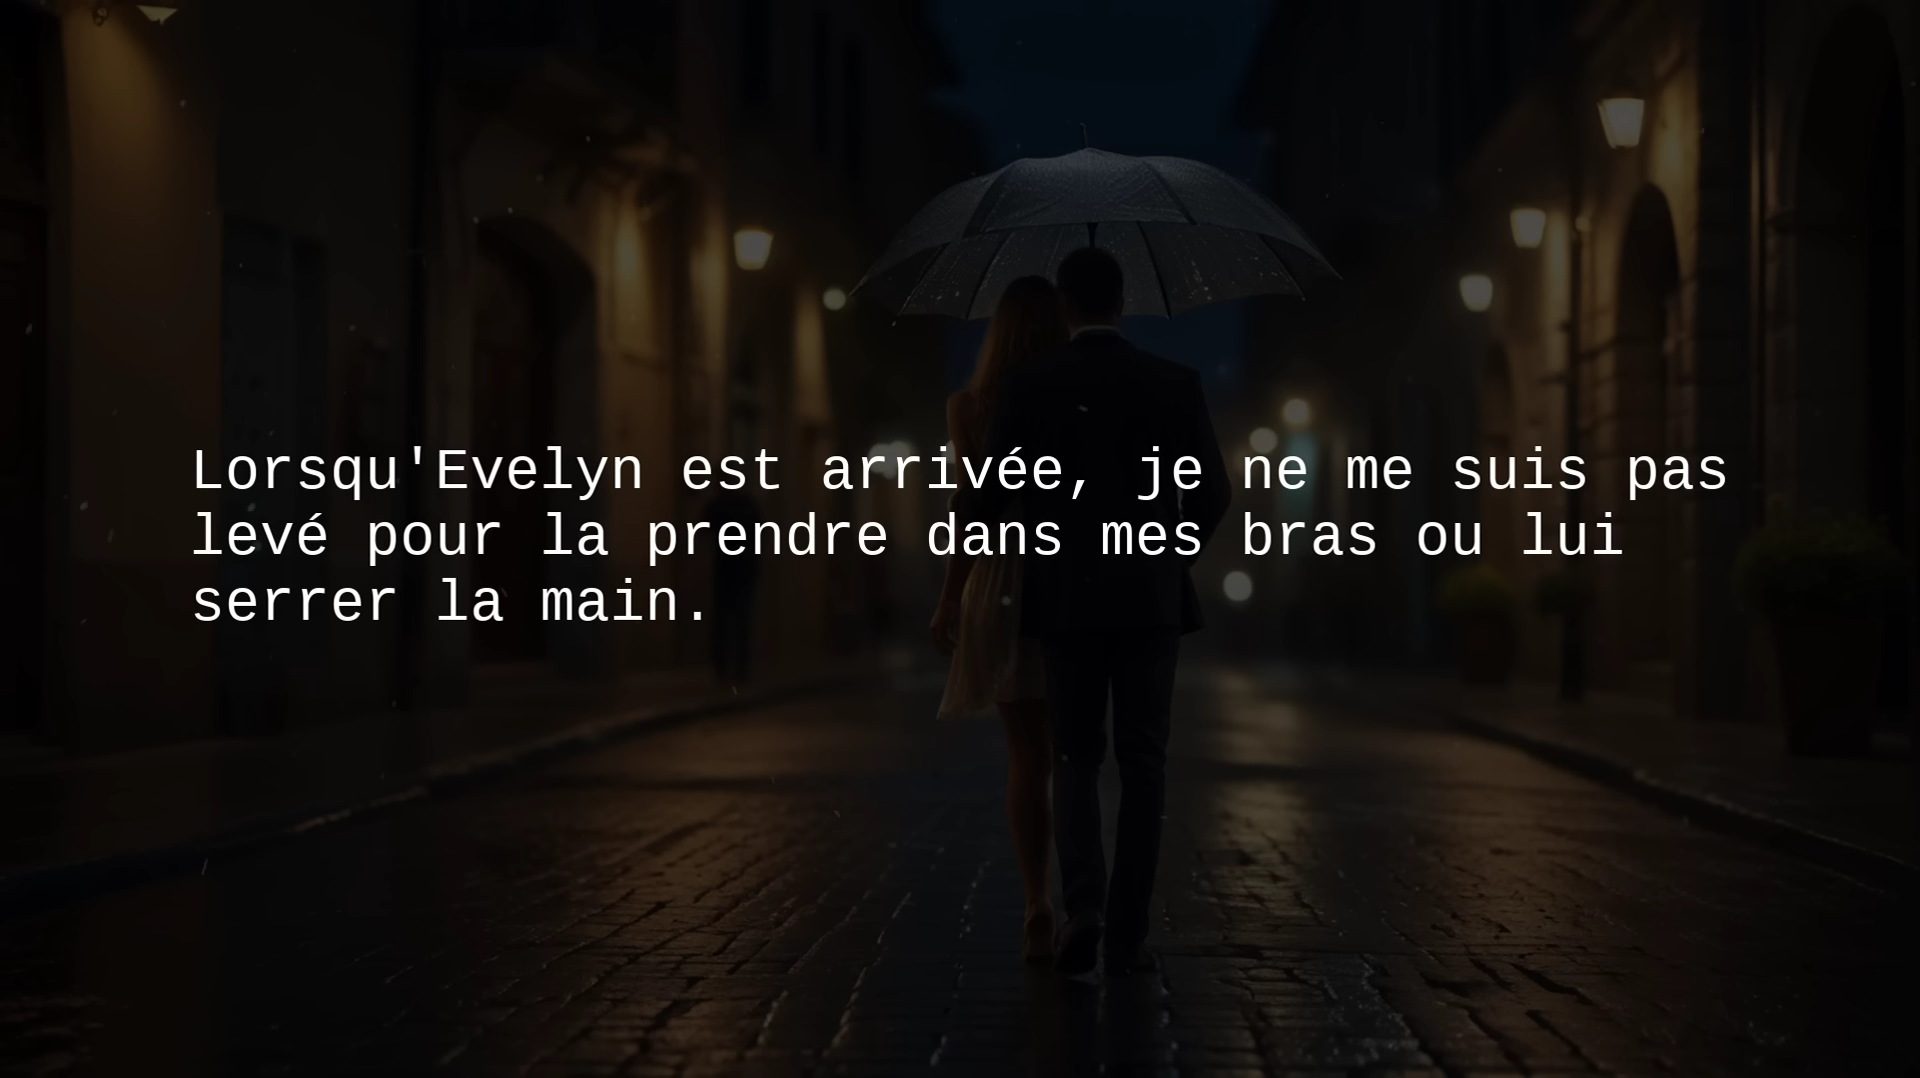 Lorsqu'Evelyn est arrivée, je ne me suis pas
levé pour la prendre dans mes bras ou lui
serrer la main.